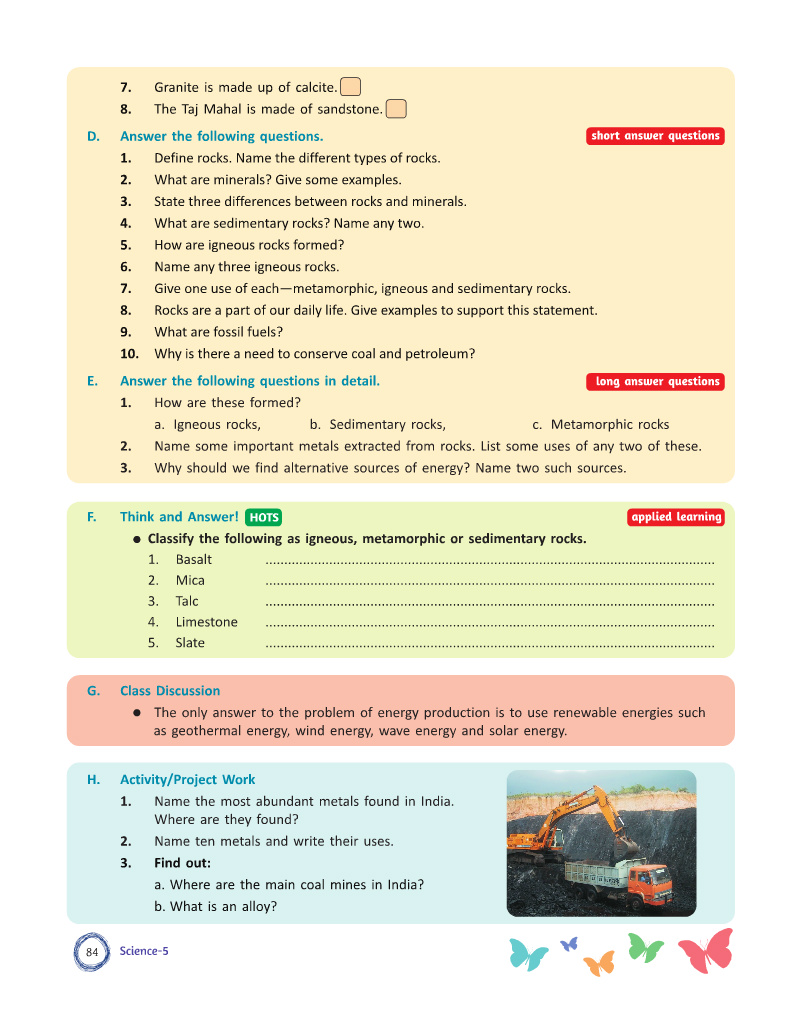 7. Granite is made up of calcite.
8. The Taj Mahal is made of sandstone.
D. Answer the following questions. short answer questions
1. Define rocks. Name the different types of rocks.
2. What are minerals? Give some examples.
3. State three differences between rocks and minerals.
4. What are sedimentary rocks? Name any two.
5. How are igneous rocks formed?
6. Name any three igneous rocks.
7. Give one use of each—metamorphic, igneous and sedimentary rocks.
8. Rocks are a part of our daily life. Give examples to support this statement.
9. What are fossil fuels?
10. Why is there a need to conserve coal and petroleum?
E. Answer the following questions in detail. long answer questions
1. How are these formed?
a. Igneous rocks, b. Sedimentary rocks, c. Metamorphic rocks
2. Name some important metals extracted from rocks. List some uses of any two of these.
3. Why should we find alternative sources of energy? Name two such sources.
F. Think and Answer! HOTS applied learning
● Classify the following as igneous, metamorphic or sedimentary rocks.
1. Basalt ..........................................................................................
2. Mica ..........................................................................................
3. Talc ..........................................................................................
4. Limestone ..........................................................................................
5. Slate ..........................................................................................
G. Class Discussion
● The only answer to the problem of energy production is to use renewable energies such
as geothermal energy, wind energy, wave energy and solar energy.
H. Activity/Project Work
1. Name the most abundant metals found in India.
Where are they found?
2. Name ten metals and write their uses.
3. Find out:
a. Where are the main coal mines in India?
b. What is an alloy?
84 Science-5